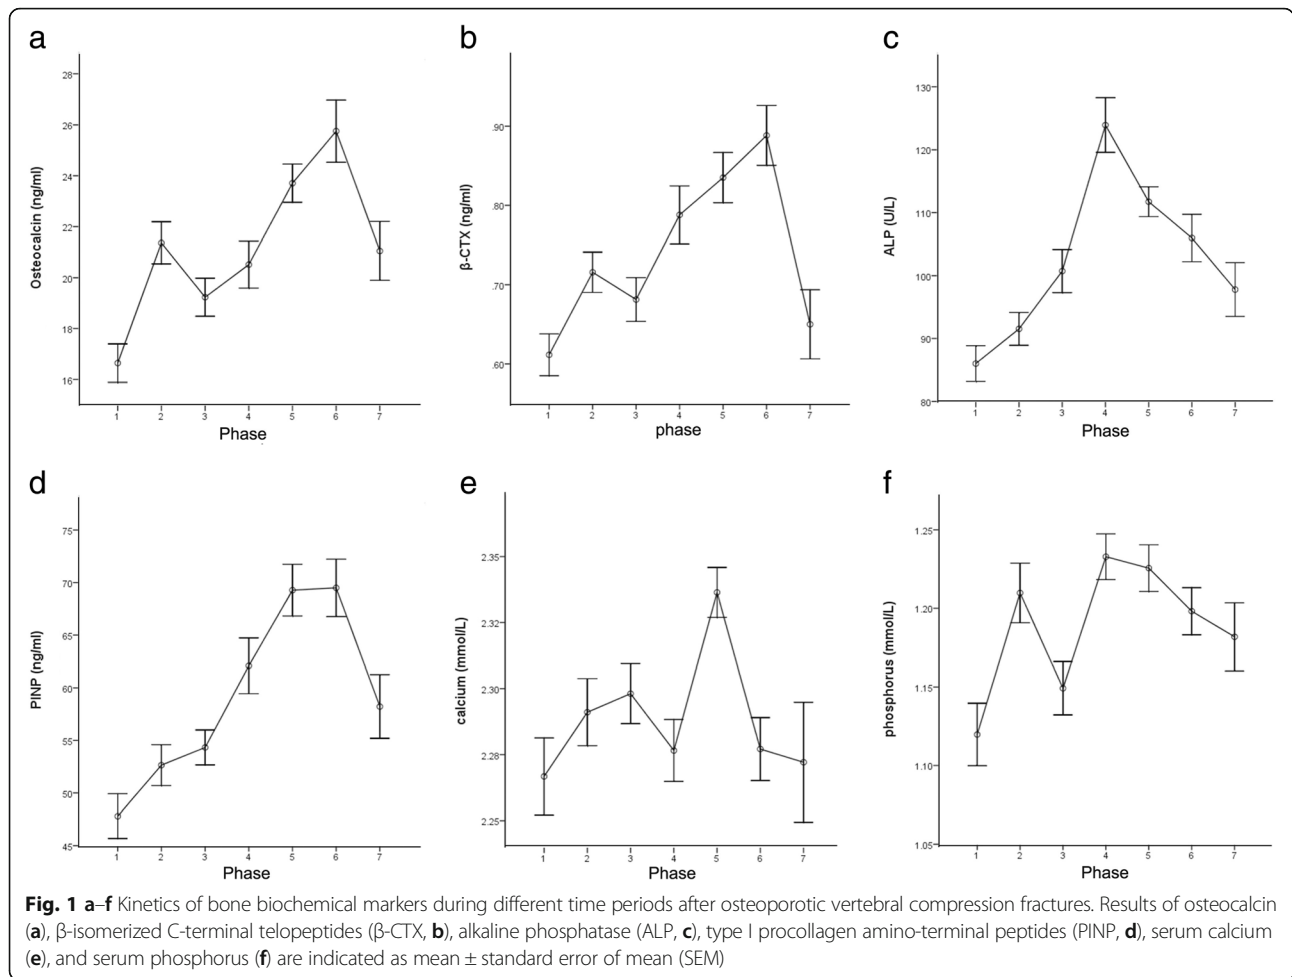 a
28
26
24
22
20
18
16
Osteocalcin (ng/ml)
1 2 3 4 5 6 7
Phase
b
.90
.80
.70
.60
β-CTX (ng/ml)
1 2 3 4 5 6 7
phase
c
130
120
110
100
90
80
ALP (U/L)
1 2 3 4 5 6 7
Phase
d
75
70
65
60
55
50
45
PINP (ng/ml)
1 2 3 4 5 6 7
Phase
e
2.35
2.32
2.30
2.28
2.25
calcium (mmol/L)
1 2 3 4 5 6 7
Phase
f
1.25
1.20
1.15
1.10
1.05
phosphorus (mmol/L)
1 2 3 4 5 6 7
Phase
Fig. 1 a–f Kinetics of bone biochemical markers during different time periods after osteoporotic vertebral compression fractures. Results of osteocalcin
(a), β-isomerized C-terminal telopeptides (β-CTX, b), alkaline phosphatase (ALP, c), type I procollagen amino-terminal peptides (PINP, d), serum calcium
(e), and serum phosphorus (f) are indicated as mean ± standard error of mean (SEM)